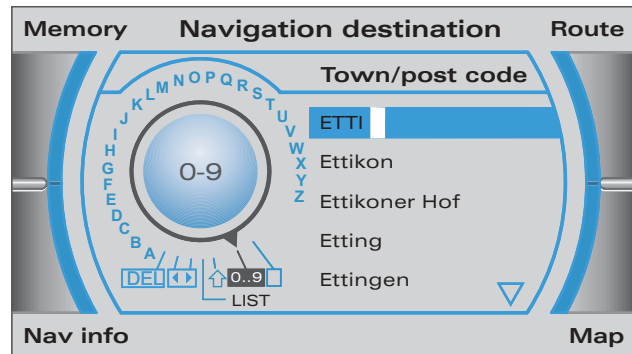 Memory Navigation destination Route
Town/post code
ETTI
Ettikon
Ettikoner Hof
Etting
Ettingen
A B C D E F G H I J K L M N O P Q R S T U V W X Y Z
0-9
DEL 0..9
LIST
Nav info Map